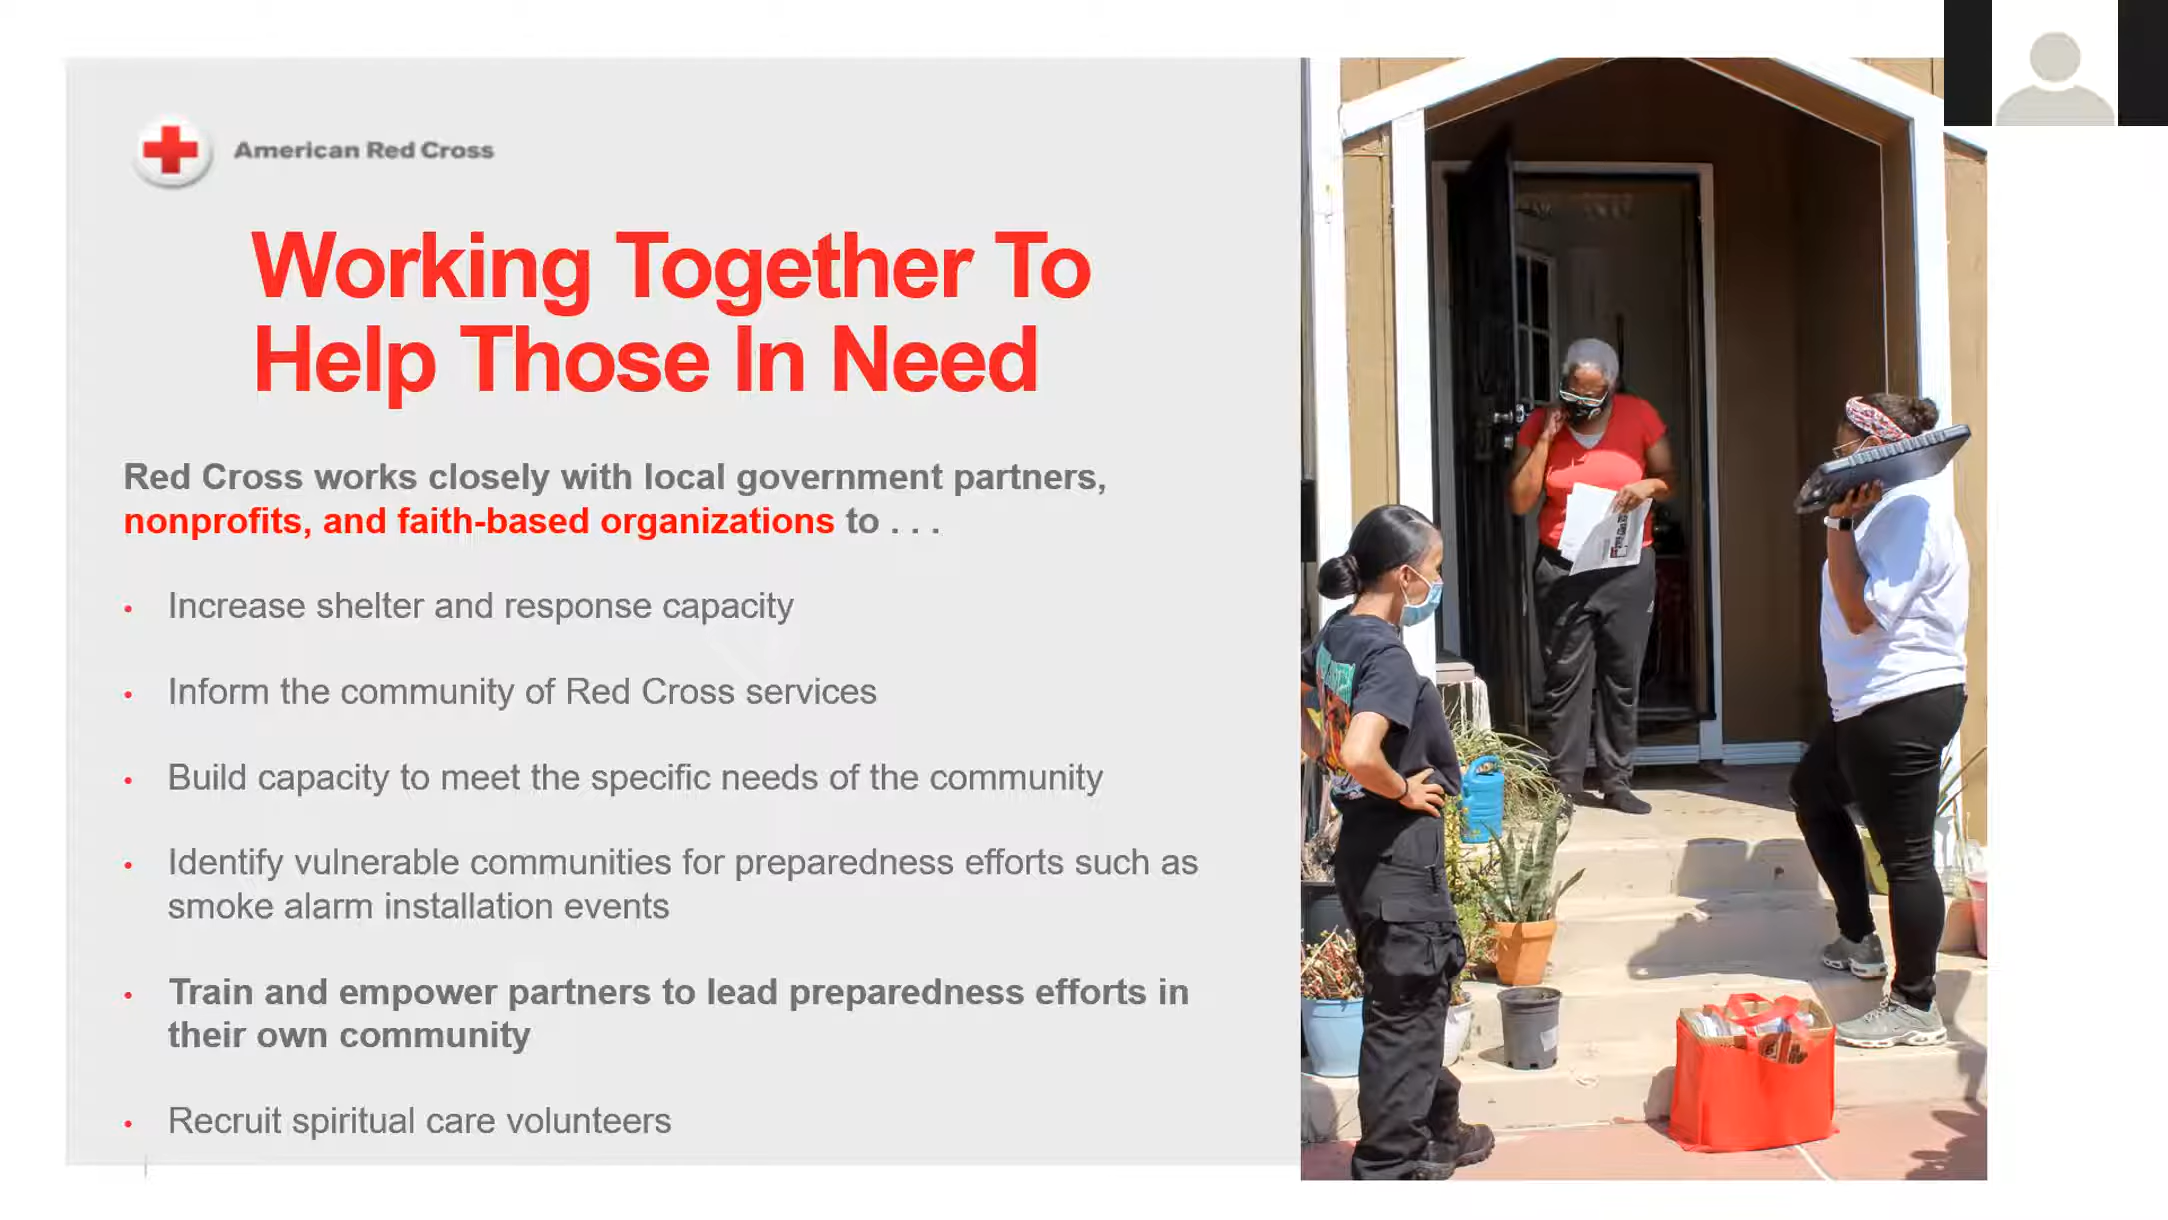 American Red Cross
Working Together To
Help Those In Need
Red Cross works closely with local government partners,
nonprofits, and faith-based organizations to . . .
• Increase shelter and response capacity
• Inform the community of Red Cross services
• Build capacity to meet the specific needs of the community
• Identify vulnerable communities for preparedness efforts such as
smoke alarm installation events
• Train and empower partners to lead preparedness efforts in
their own community
• Recruit spiritual care volunteers